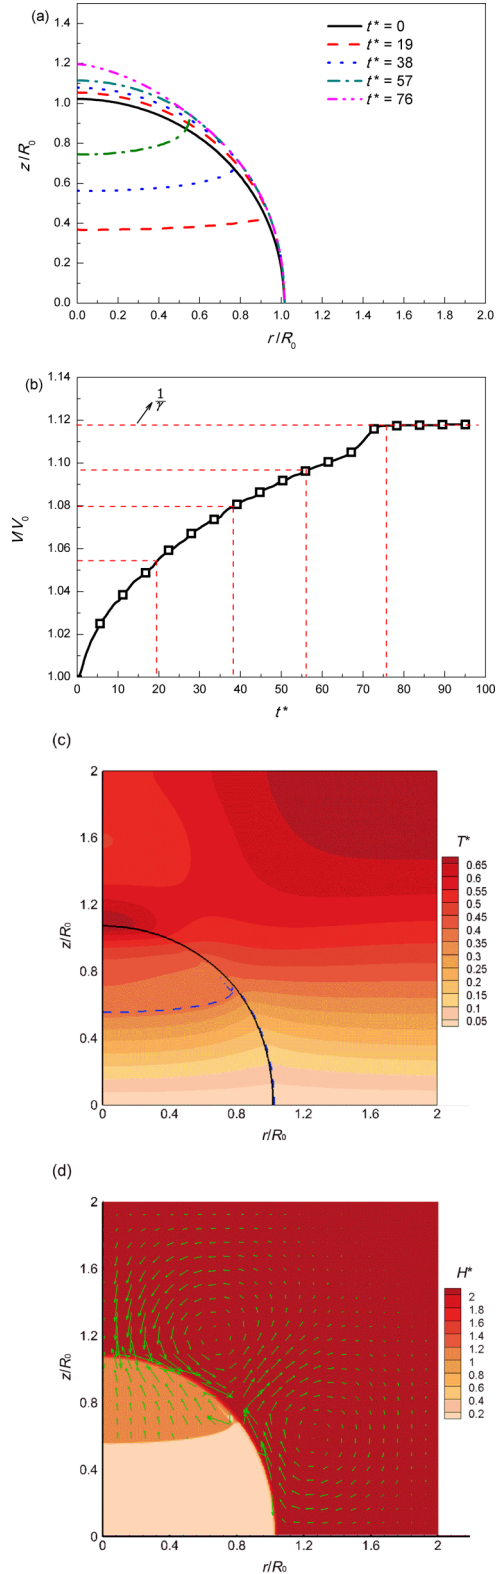 (a)
1.4
1.2
1.0
0.8
0.6
0.4
0.2
0.0
z/R0
t* = 0
t* = 19
t* = 38
t* = 57
t* = 76
0.0 0.2 0.4 0.6 0.8 1.0 1.2 1.4 1.6 1.8 2.0
r/R0
(b)
1.14
1.12
1.10
1.08
1.06
1.04
1.02
1.00
V/V0
1/γ
0 10 20 30 40 50 60 70 80 90 100
t*
(c)
2
1.6
1.2
0.8
0.4
0
z/R0
0 0.4 0.8 1.2 1.6 2
r/R0
T*
0.65
0.6
0.55
0.5
0.45
0.4
0.35
0.3
0.25
0.2
0.15
0.1
0.05
(d)
2
1.6
1.2
0.8
0.4
0
z/R0
0 0.4 0.8 1.2 1.6 2
r/R0
H*
2
1.8
1.6
1.4
1.2
1
0.8
0.6
0.4
0.2